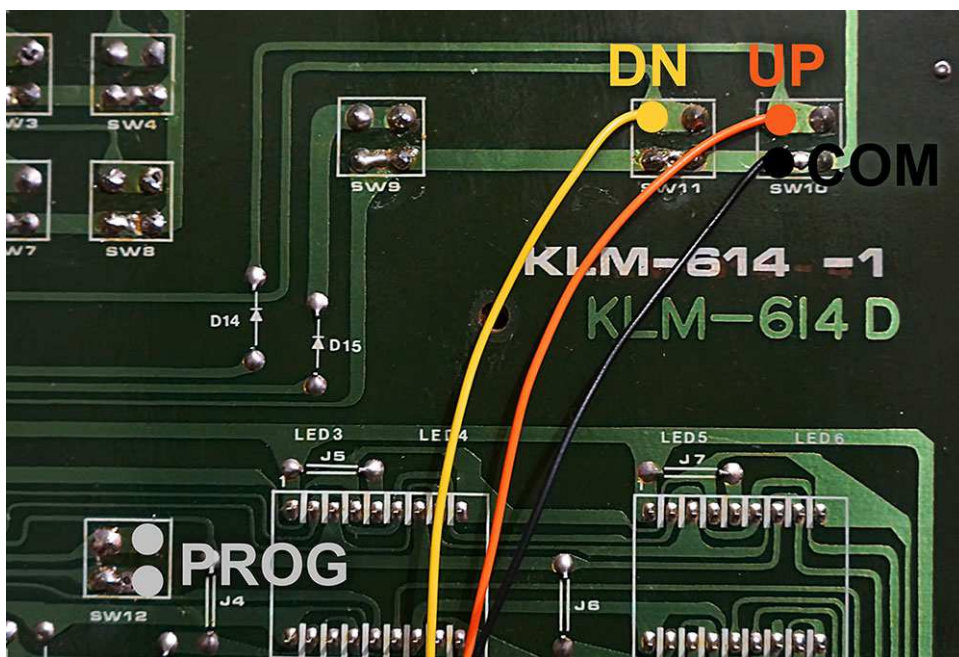 DN UP
SW3 SW4
SW9
SW11 SW10
COM
SW7 SW8
KLM-614 -1
KLM-614 D
D14
D15
LED3 LED4 LED5 LED6
J5 J7
1 1
PROG
SW12
J4 J6